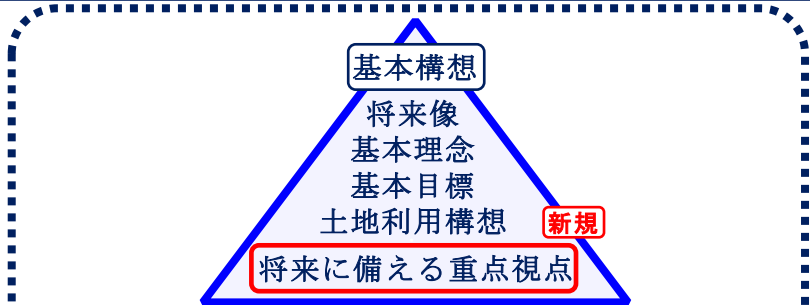 基本構想
将来像
基本理念
基本目標
土地利用構想
新規
将来に備える重点視点